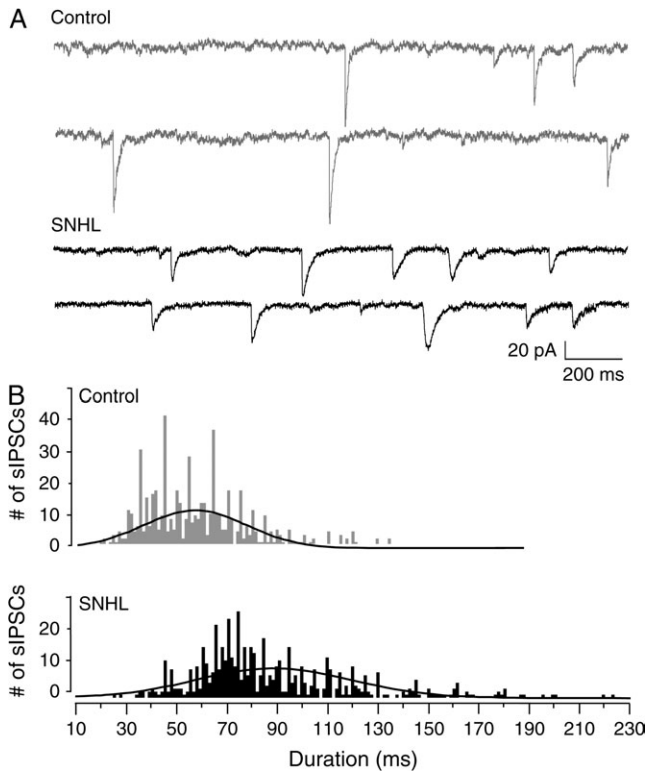 A
Control
SNHL
20 pA
200 ms
B
Control
# of sIPSCs
40
30
20
10
0
SNHL
# of sIPSCs
20
10
0
10 30 50 70 90 110 130 150 170 190 210 230
Duration (ms)